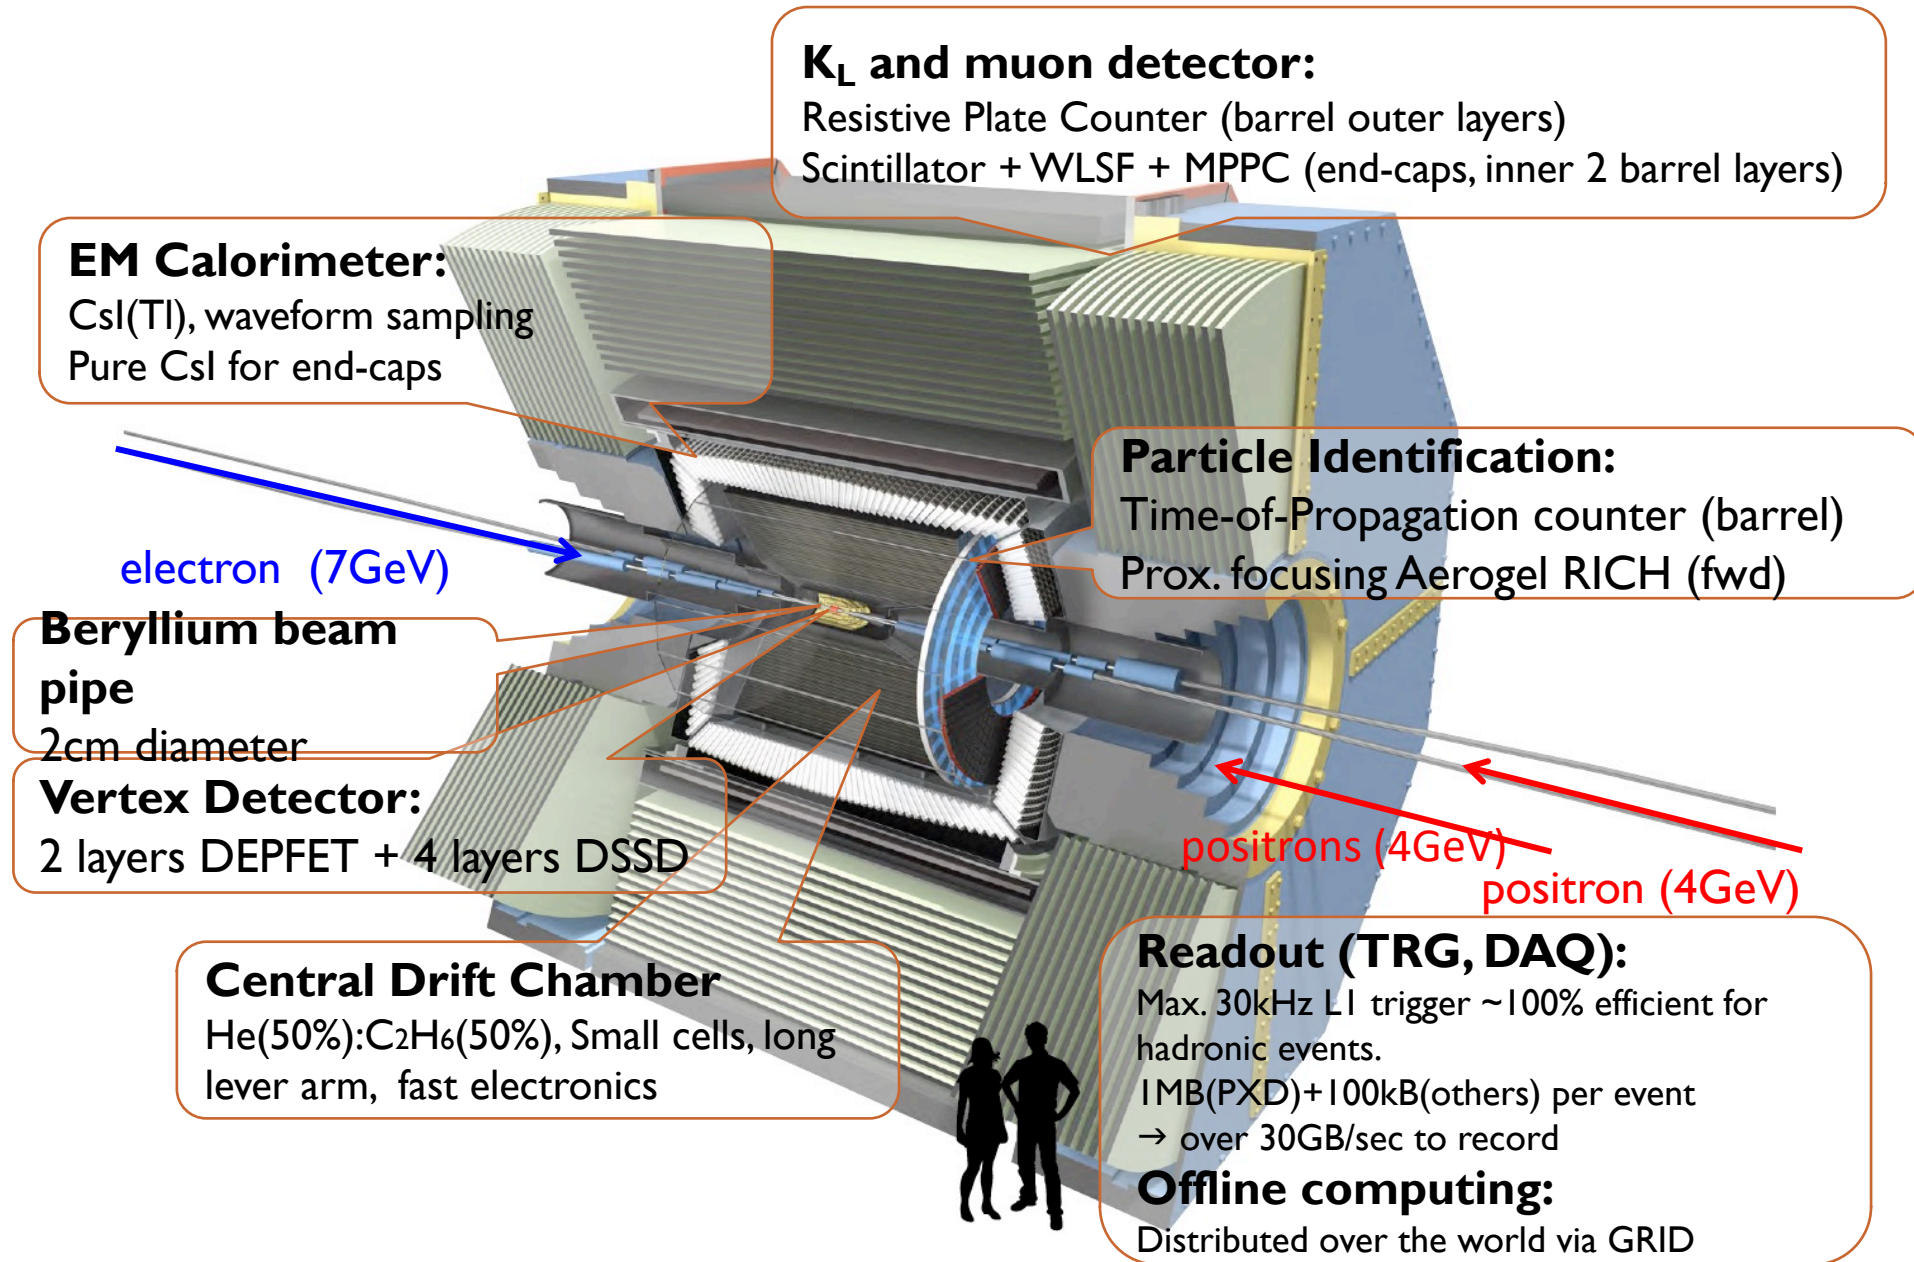 K_L and muon detector:
Resistive Plate Counter (barrel outer layers)
Scintillator + WLSF + MPPC (end-caps, inner 2 barrel layers)
EM Calorimeter:
CsI(Tl), waveform sampling
Pure CsI for end-caps
Particle Identification:
Time-of-Propagation counter (barrel)
Prox. focusing Aerogel RICH (fwd)
electron (7GeV)
Beryllium beam
pipe
2cm diameter
Vertex Detector:
2 layers DEPFET + 4 layers DSSD
positrons (4GeV)
positron (4GeV)
Central Drift Chamber
He(50%):C₂H₆(50%), Small cells, long
lever arm, fast electronics
Readout (TRG, DAQ):
Max. 30kHz L1 trigger ~100% efficient for
hadronic events.
1MB(PXD)+100kB(others) per event
→ over 30GB/sec to record
Offline computing:
Distributed over the world via GRID